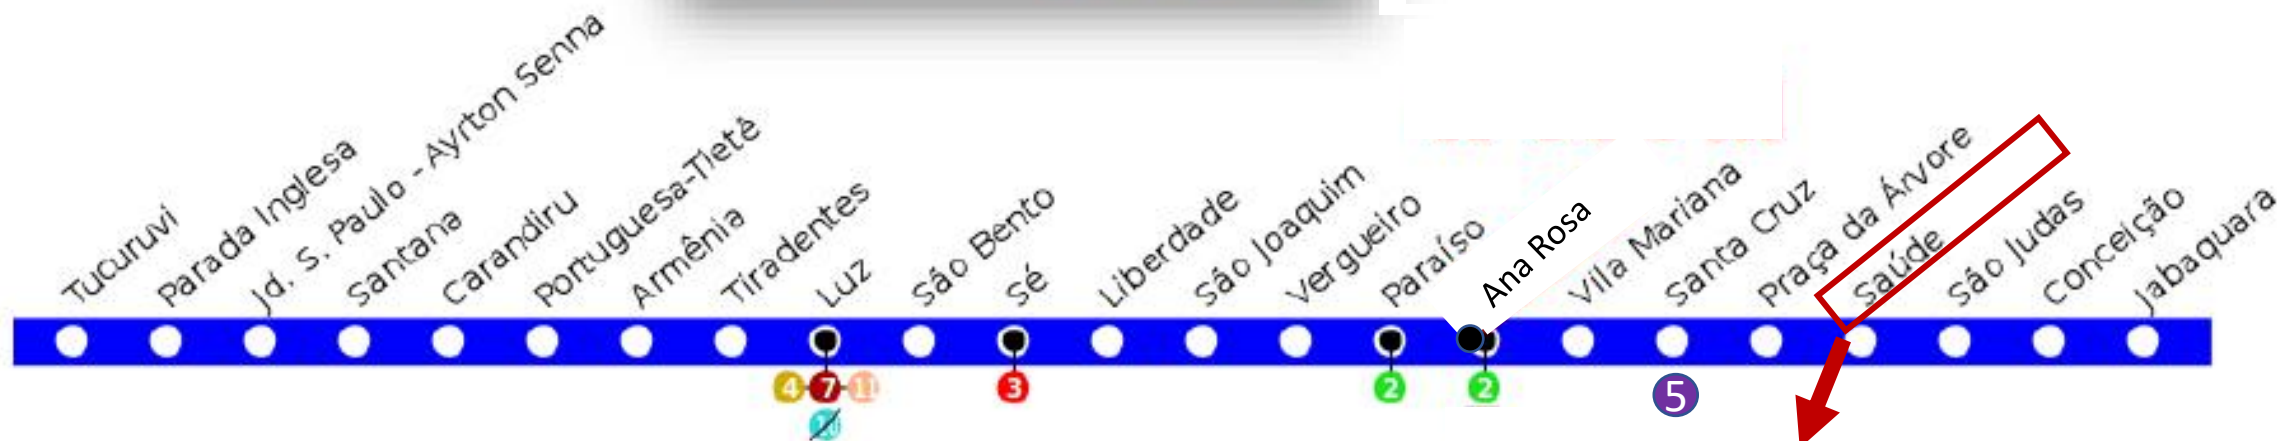 Tucuruvi
Parada Inglesa
Jd. S. Paulo - Ayrton Senna
Santana
Carandiru
Portuguesa-Tietê
Armênia
Tiradentes
Luz
São Bento
Sé
Liberdade
São Joaquim
Vergueiro
Paraíso
Ana Rosa
Vila Mariana
Santa Cruz
Praça da Árvore
Saúde
São Judas
Conceição
Jabaquara
4 7 11 3 2 2 5
10